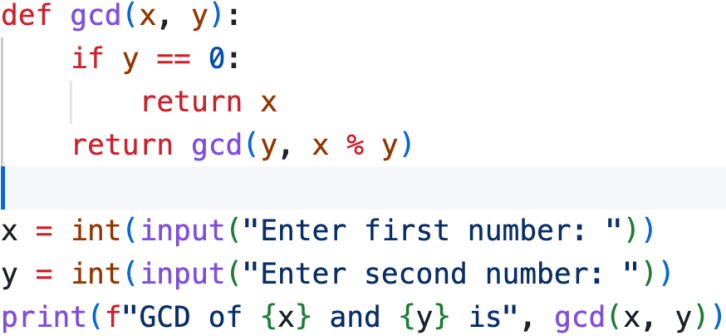 def gcd(x, y):
    if y == 0:
        return x
    return gcd(y, x % y)

x = int(input("Enter first number: "))
y = int(input("Enter second number: "))
print(f"GCD of {x} and {y} is", gcd(x, y))